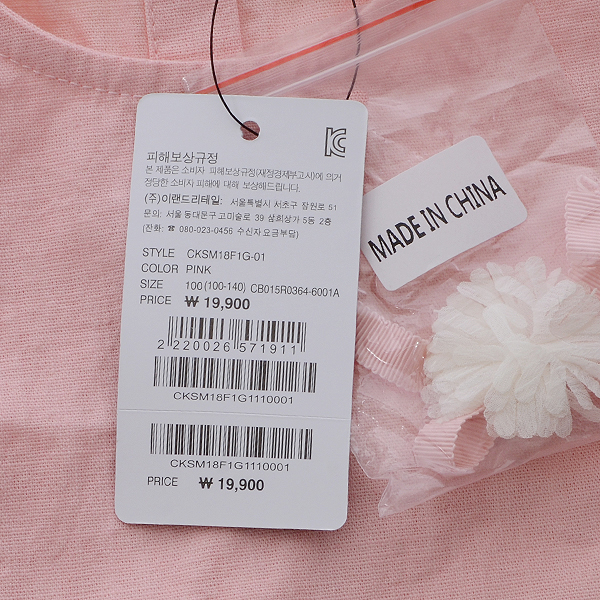 피해보상규정
본 제품은 소비자 피해보상규정(재정경제부고시)에 의거
정당한 소비자 피해에 대해 보상해드립니다.
(주)이랜드리테일: 서울특별시 서초구 잠원로 51
문의: 서울 동대문구 고미술로 39 삼희상가 5동 2층
(전화: ☎ 080-023-0456 수신자 요금부담)
STYLE CKSM18F1G-01
COLOR PINK
SIZE 100 (100-140) CB015R0364-6001A
PRICE ₩ 19,900
2 220026 571911
CKSM18F1G1110001
CKSM18F1G1110001
PRICE ₩ 19,900
MADE IN CHINA